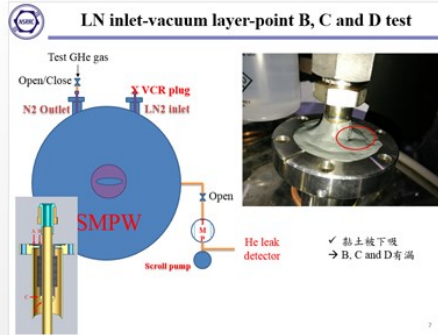 NSRRC
LN inlet-vacuum layer-point B, C and D test
Test GHe gas
Open/Close
X VCR plug
N2 Outlet
LN2 inlet
SMPW
Open
T
M
P
He leak
detector
Scroll pump
✓ 黏土被下吸
→ B, C and D有漏
A
B
C
2